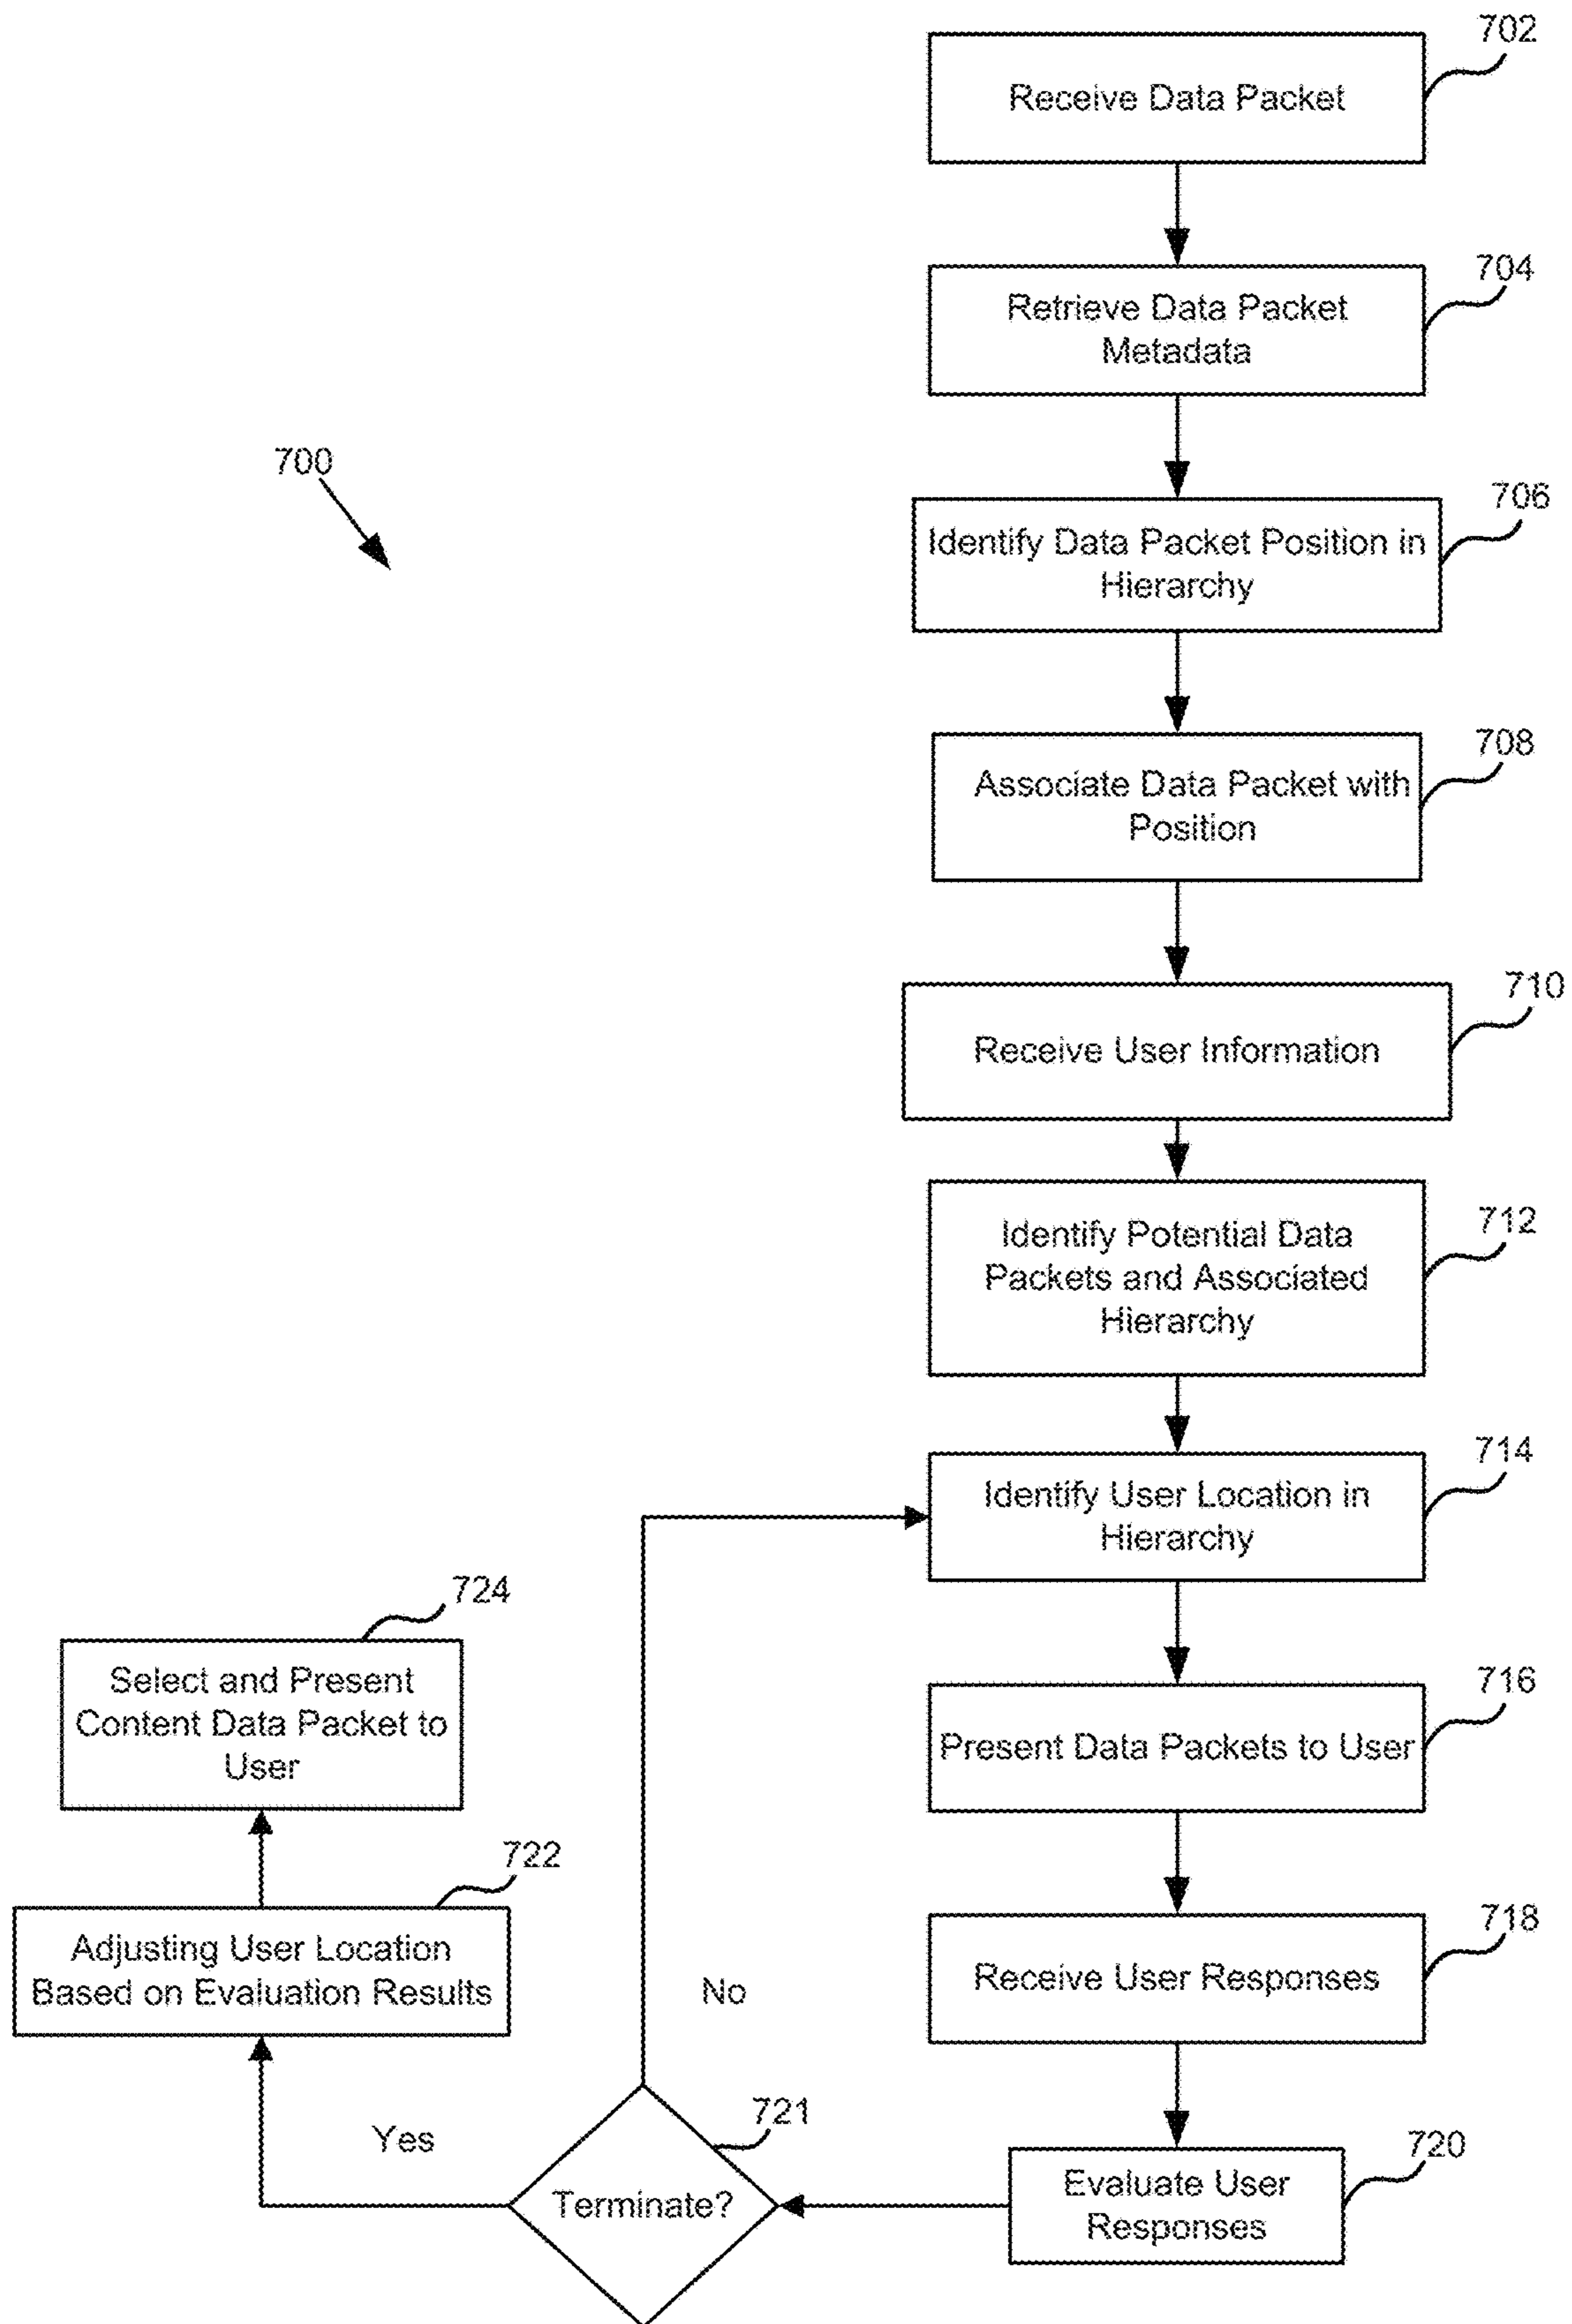 702
Receive Data Packet
704
Retrieve Data Packet
Metadata
700
706
Identify Data Packet Position in
Hierarchy
708
Associate Data Packet with
Position
710
Receive User Information
712
Identify Potential Data
Packets and Associated
Hierarchy
714
Identify User Location in
Hierarchy
724
Select and Present
Content Data Packet to
User
716
Present Data Packets to User
722
Adjusting User Location
Based on Evaluation Results
718
Receive User Responses
No
Yes
721
Terminate?
720
Evaluate User
Responses